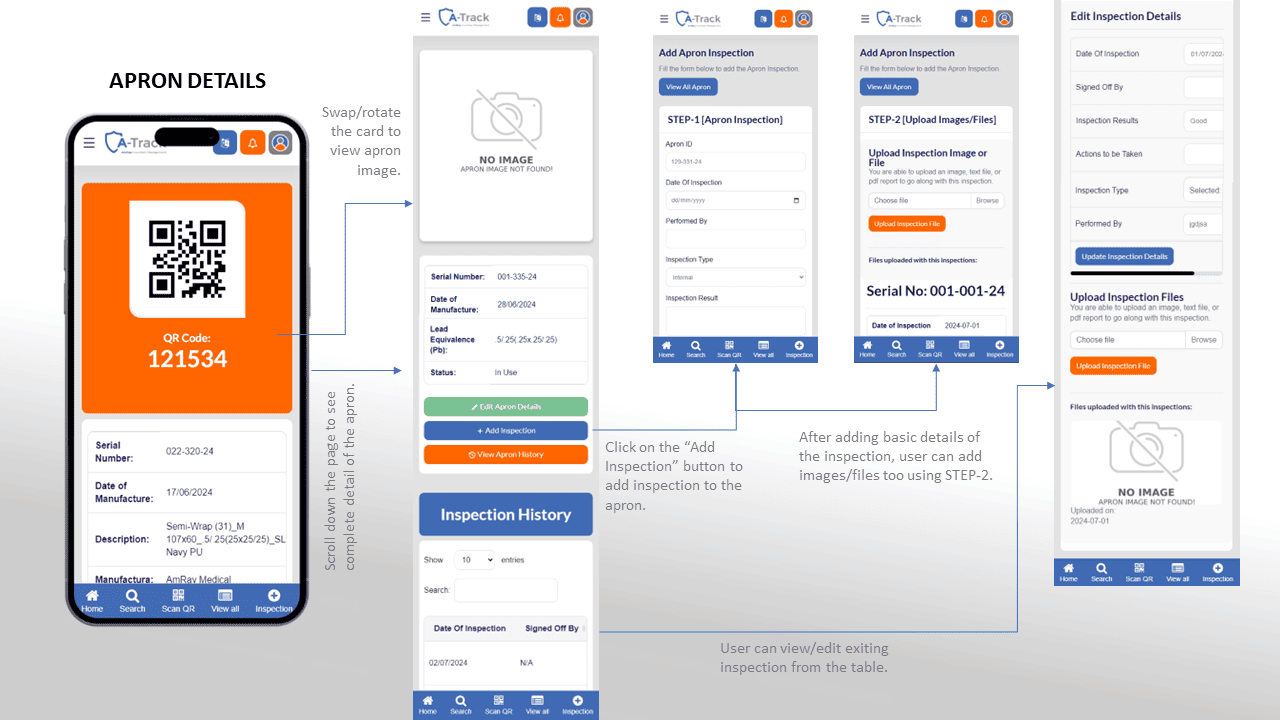 APRON DETAILS
A-Track
QR Code:
121534
Serial Number: 022-320-24
Date of Manufacture: 17/06/2024
Description: Semi-Wrap (31)_M 107x60_.5/.25(25x25/25)_SL Navy PU
Manufactura: AmRay Medical
Home Search Scan QR View all Inspection
Swap/rotate
the card to
view apron
image.
Scroll down the page to see
complete detail of the apron.
A-Track
NO IMAGE
APRON IMAGE NOT FOUND!
Serial Number: 001-335-24
Date of Manufacture: 28/06/2024
Lead Equivalence (Pb): .5/.25(.25x.25/.25)
Status: In Use
Edit Apron Details
+ Add Inspection
View Apron History
Inspection History
Show 10 entries
Search:
Date Of Inspection Signed Off By
02/07/2024 N/A
Home Search Scan QR View all Inspection
A-Track
Add Apron Inspection
Fill the form below to add the Apron Inspection.
View All Apron
STEP-1 [Apron Inspection]
Apron ID
129-331-24
Date Of Inspection
dd/mm/yyyy
Performed By
Inspection Type
Internal
Inspection Result
Home Search Scan QR View all Inspection
Click on the “Add
Inspection” button to
add inspection to the
apron.
A-Track
Add Apron Inspection
Fill the form below to add the Apron Inspection
View All Apron
STEP-2 [Upload Images/Files]
Upload Inspection Image or
File
You are able to upload an image, text file, or
pdf report to go along with this inspection.
Choose file Browse
Upload Inspection File
Files uploaded with this inspections:
Serial No: 001-001-24
Date of Inspection 2024-07-01
Home Search Scan QR View all Inspection
After adding basic details of
the inspection, user can add
images/files too using STEP-2.
Edit Inspection Details
Date Of Inspection 01/07/202
Signed Off By
Inspection Results Good
Actions to be Taken
Inspection Type Selected:
Performed By jgdjsa
Update Inspection Details
Upload Inspection Files
You are able to upload an image, text file, or
pdf report to go along with this inspection.
Choose file Browse
Upload Inspection File
Files uploaded with this inspections:
NO IMAGE
APRON IMAGE NOT FOUND!
Uploaded on:
2024-07-01
Home Search Scan QR View all Inspection
User can view/edit exiting
inspection from the table.